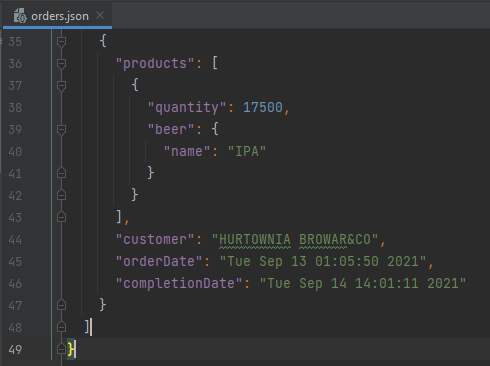 orders.json
35 {
36 "products": [
37 {
38 "quantity": 17500,
39 "beer": {
40 "name": "IPA"
41 }
42 }
43 ],
44 "customer": "HURTOWNIA BROWAR&CO",
45 "orderDate": "Tue Sep 13 01:05:50 2021",
46 "completionDate": "Tue Sep 14 14:01:11 2021"
47 }
48 ]
49 }